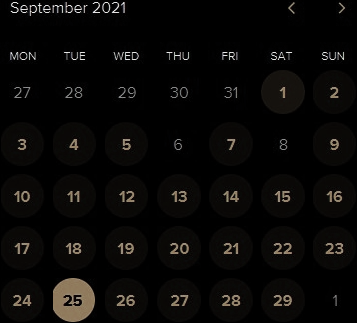 September 2021
MON TUE WED THU FRI SAT SUN
27 28 29 30 31 1 2
3 4 5 6 7 8 9
10 11 12 13 14 15 16
17 18 19 20 21 22 23
24 25 26 27 28 29 1